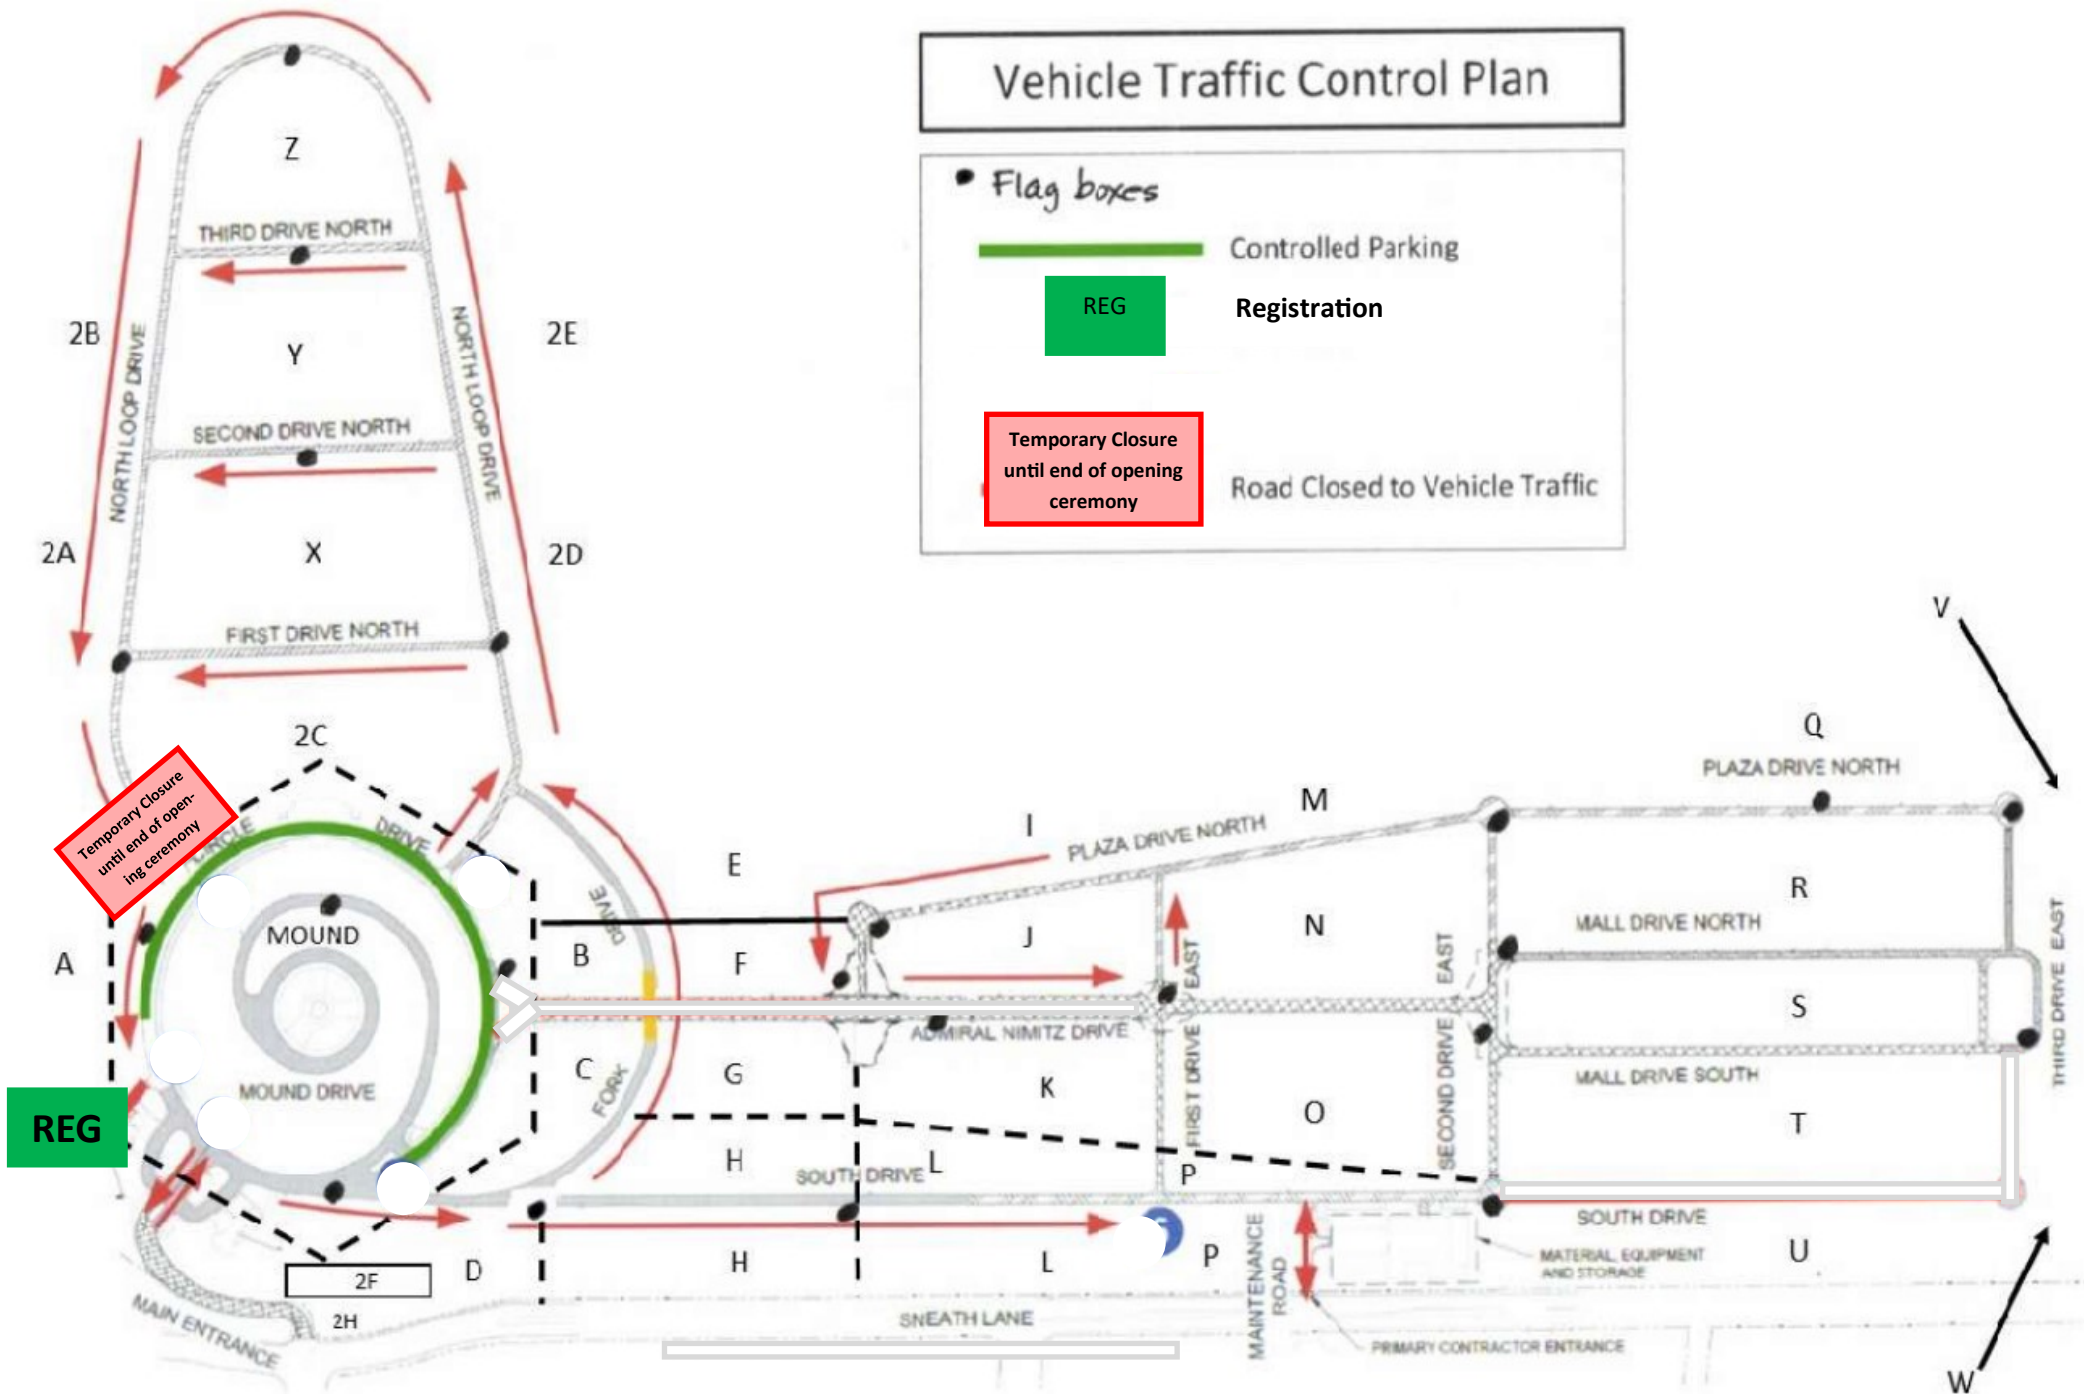 Vehicle Traffic Control Plan
Flag boxes
Controlled Parking
REG
Registration
Temporary Closure
until end of opening
ceremony
Road Closed to Vehicle Traffic
Z
THIRD DRIVE NORTH
2B
NORTH LOOP DRIVE
Y
NORTH LOOP DRIVE
2E
SECOND DRIVE NORTH
2A
X
2D
FIRST DRIVE NORTH
2C
Temporary Closure
until end of open-
ing ceremony
CIRCLE
DRIVE
A
MOUND
MOUND DRIVE
REG
B
DRIVE
C
FORK
E
F
G
H
SOUTH DRIVE
L
I
PLAZA DRIVE NORTH
M
J
ADMIRAL NIMITZ DRIVE
K
FIRST DRIVE EAST
N
O
P
SECOND DRIVE EAST
V
Q
PLAZA DRIVE NORTH
R
MALL DRIVE NORTH
S
MALL DRIVE SOUTH
T
THIRD DRIVE EAST
SOUTH DRIVE
U
MATERIAL, EQUIPMENT
AND STORAGE
D
H
L
P
MAINTENANCE
ROAD
2F
2H
MAIN ENTRANCE
SNEATH LANE
PRIMARY CONTRACTOR ENTRANCE
W